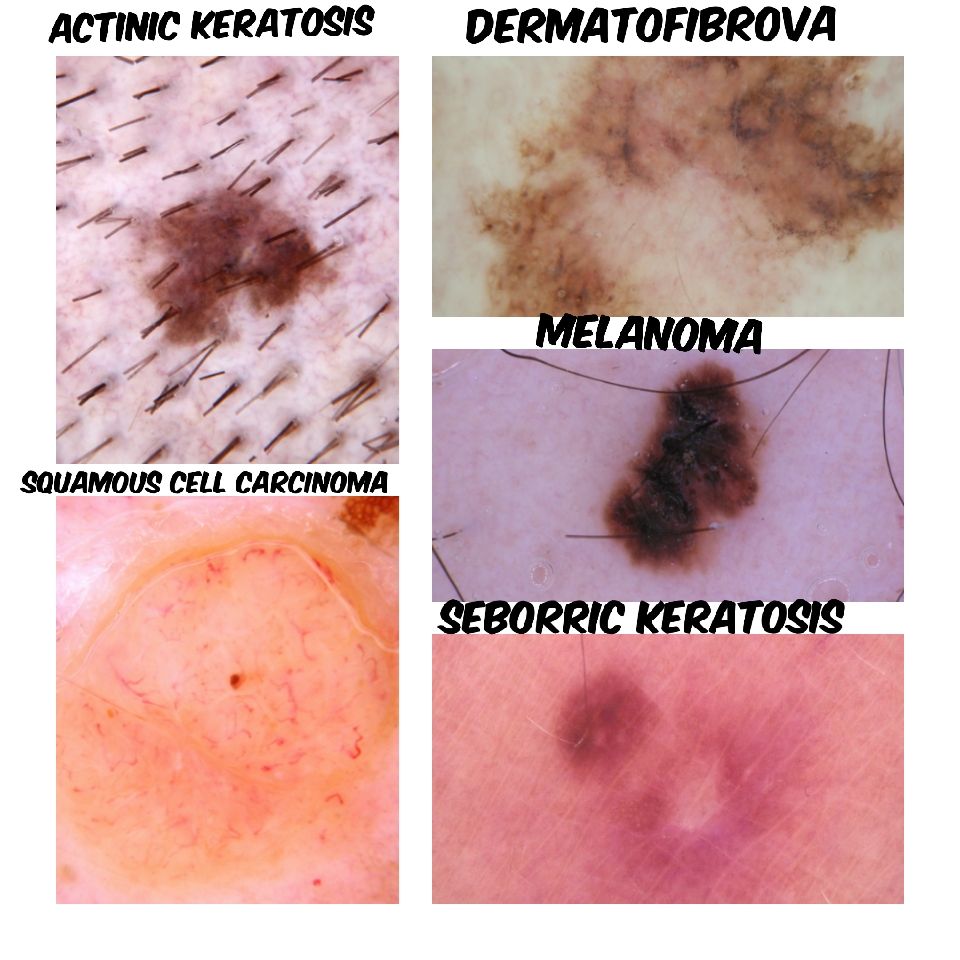 ACTINIC KERATOSIS
DERMATOFIBROVA
MELANOMA
SQUAMOUS CELL CARCINOMA
SEBORRIC KERATOSIS